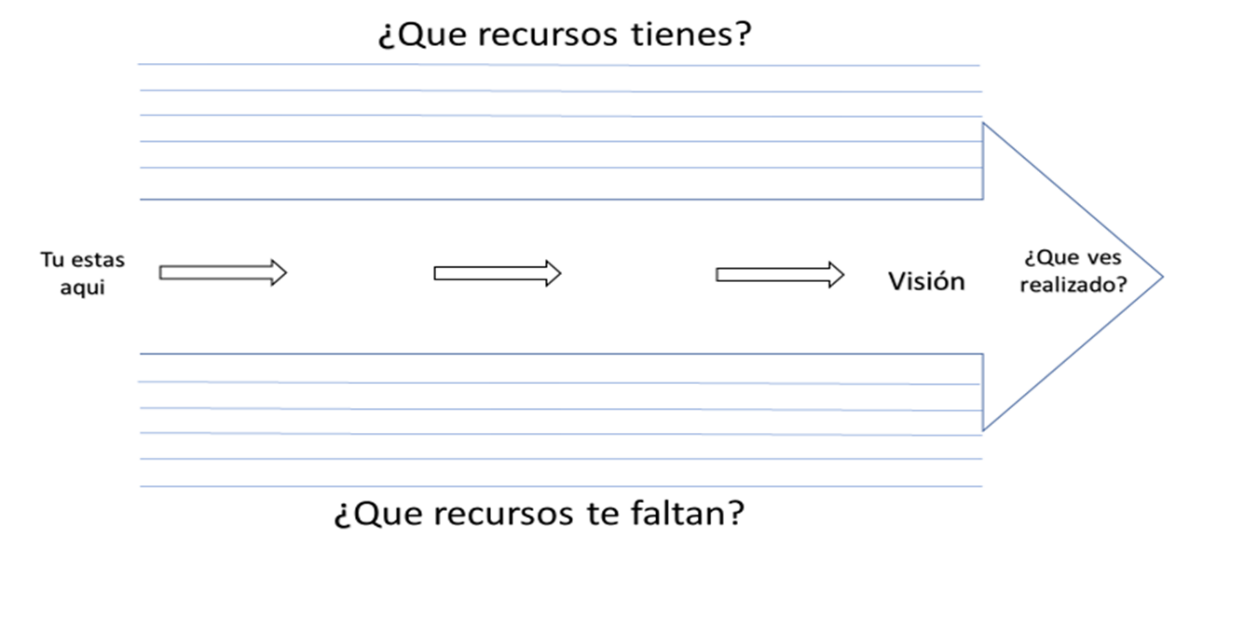 ¿Que recursos tienes?
Tu estas
aqui
Visión
¿Que ves
realizado?
¿Que recursos te faltan?